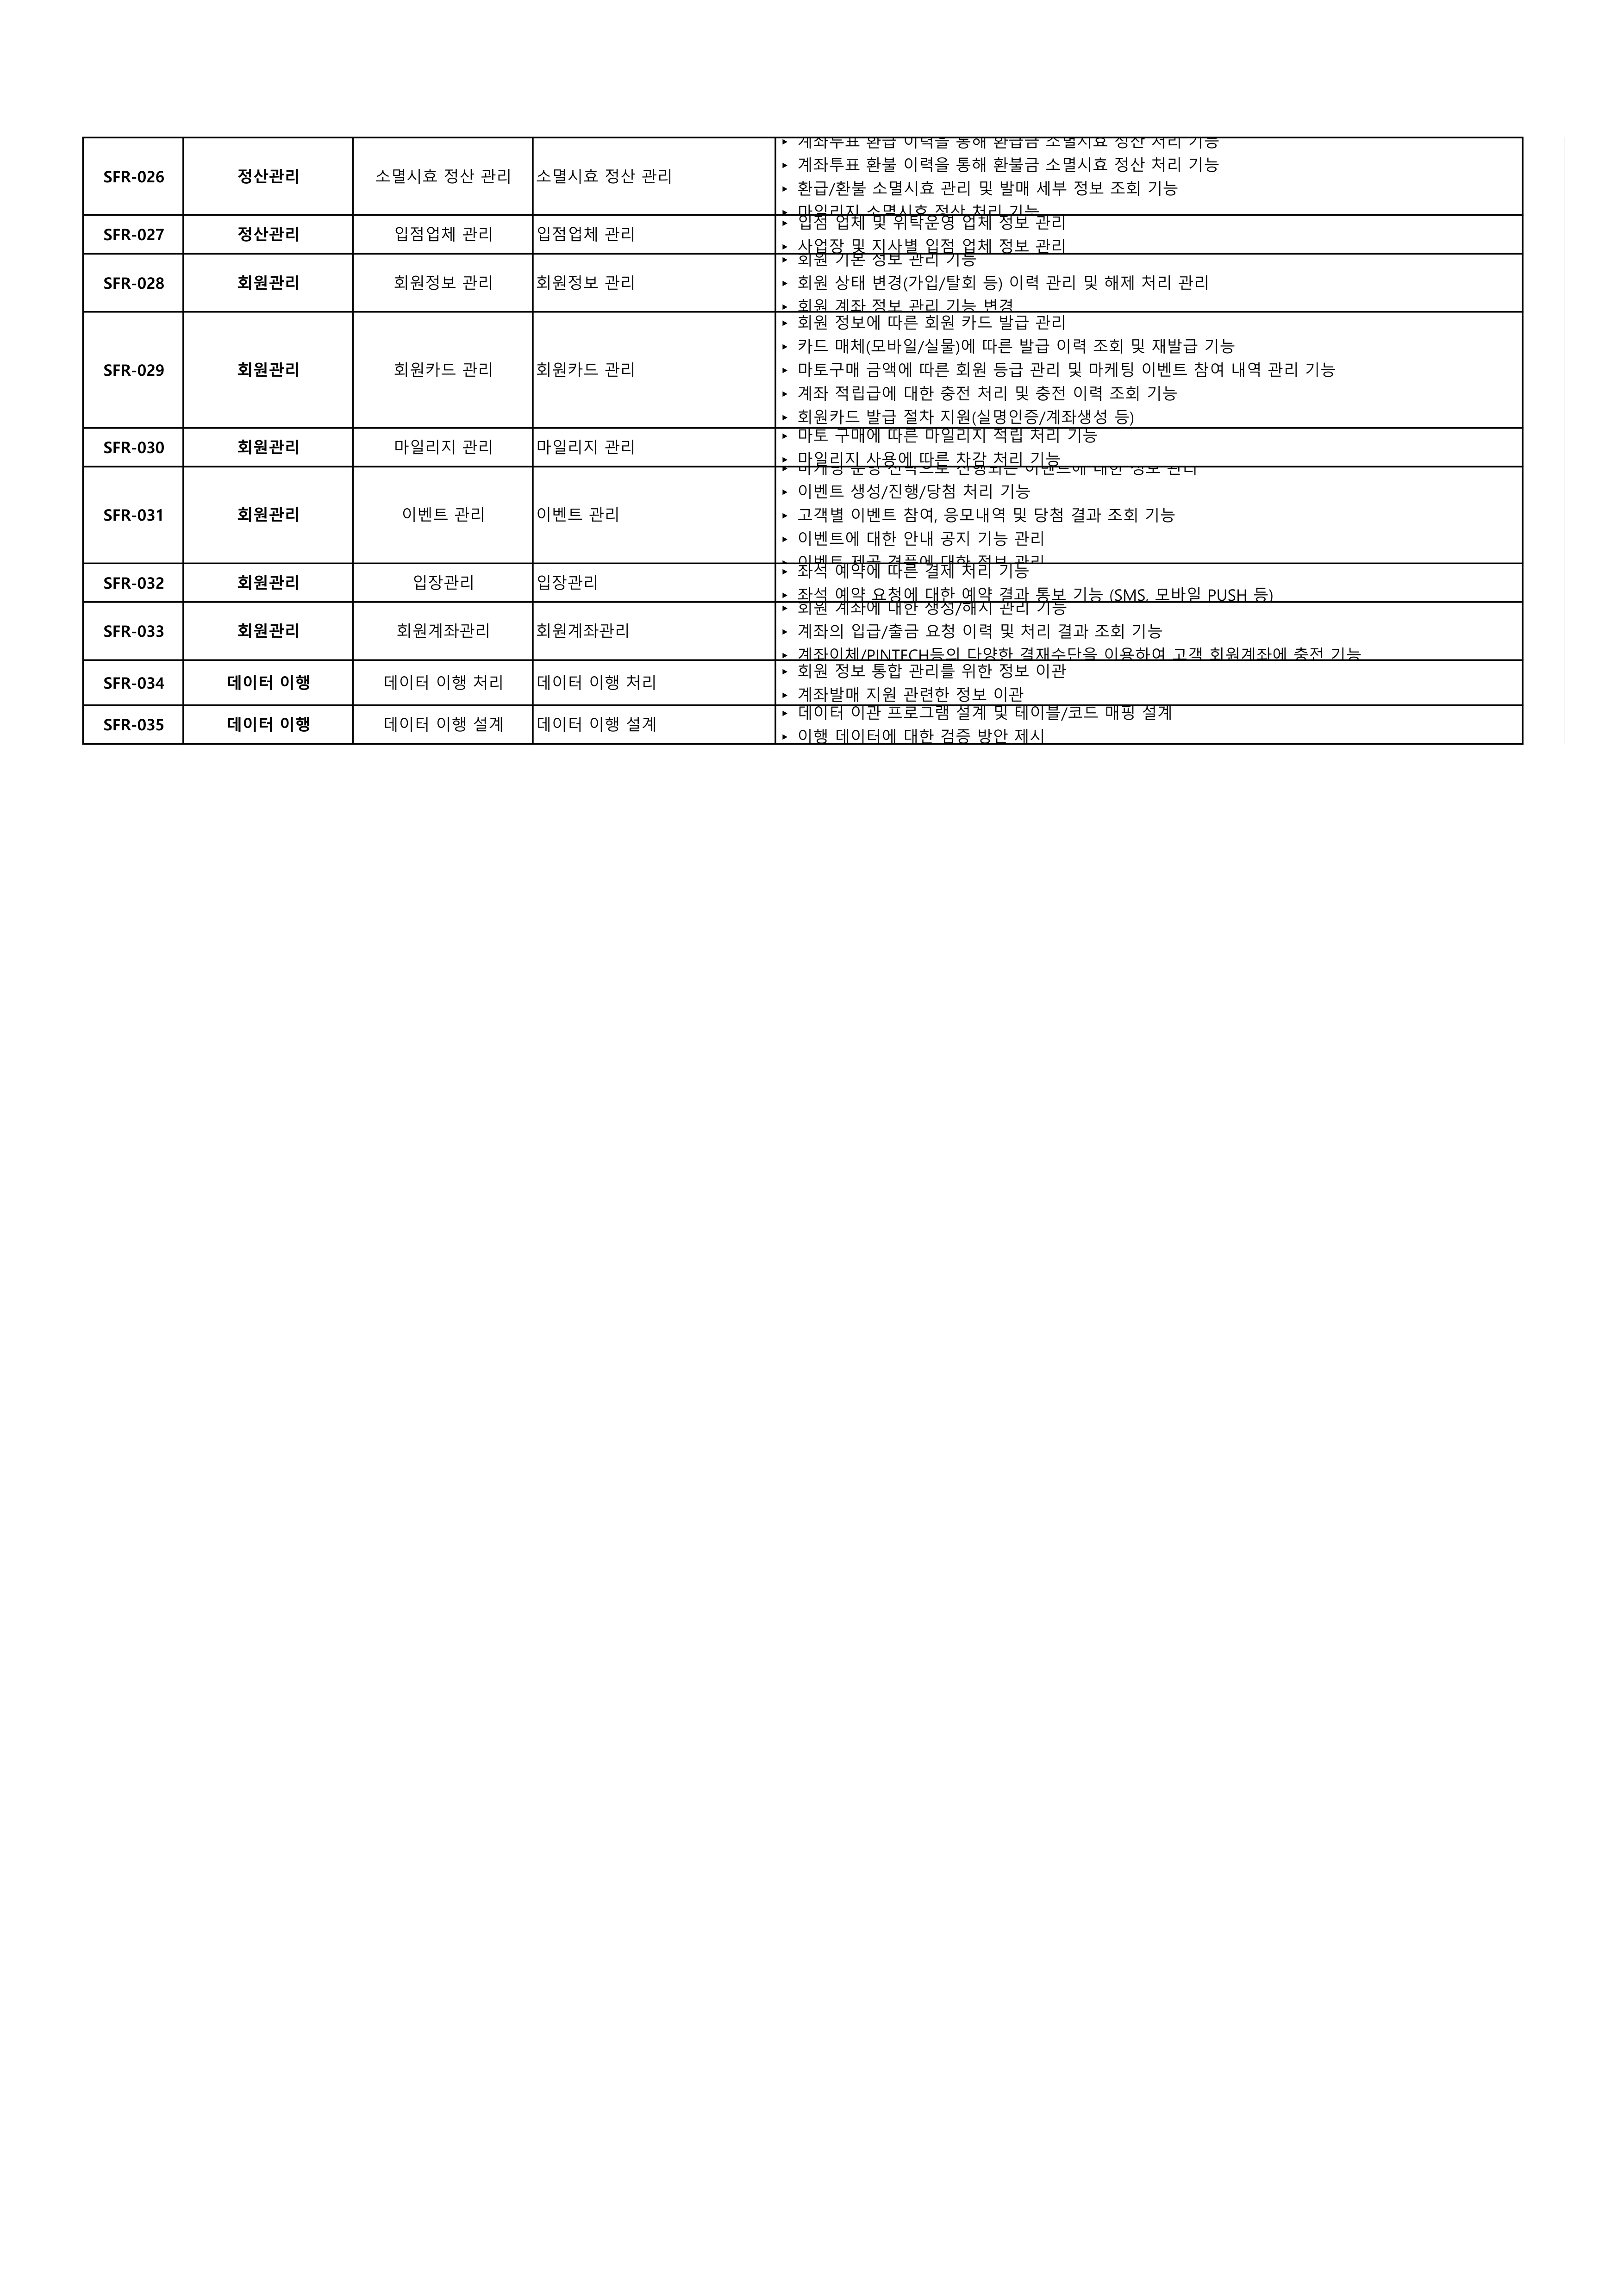 ▸ 계좌투표 환급 이력을 통해 환급금 소멸시효 정산 처리 기능
SFR-026 정산관리 소멸시효 정산 관리 소멸시효 정산 관리
▸ 계좌투표 환불 이력을 통해 환불금 소멸시효 정산 처리 기능
▸ 환급/환불 소멸시효 관리 및 발매 세부 정보 조회 기능
▸ 마일리지 소멸시효 정산 처리 기능
SFR-027 정산관리 입점업체 관리 입점업체 관리
▸ 입점 업체 및 위탁운영 업체 정보 관리
▸ 사업장 및 지사별 입점 업체 정보 관리
SFR-028 회원관리 회원정보 관리 회원정보 관리
▸ 회원 기본 정보 관리 기능
▸ 회원 상태 변경(가입/탈회 등) 이력 관리 및 해제 처리 관리
▸ 회원 계좌 정보 관리 기능 변경
SFR-029 회원관리 회원카드 관리 회원카드 관리
▸ 회원 정보에 따른 회원 카드 발급 관리
▸ 카드 매체(모바일/실물)에 따른 발급 이력 조회 및 재발급 기능
▸ 마토구매 금액에 따른 회원 등급 관리 및 마케팅 이벤트 참여 내역 관리 기능
▸ 계좌 적립급에 대한 충전 처리 및 충전 이력 조회 기능
▸ 회원카드 발급 절차 지원(실명인증/계좌생성 등)
SFR-030 회원관리 마일리지 관리 마일리지 관리
▸ 마토 구매에 따른 마일리지 적립 처리 기능
▸ 마일리지 사용에 따른 차감 처리 기능
SFR-031 회원관리 이벤트 관리 이벤트 관리
▸ 이벤트에 대한 정보 관리
▸ 이벤트 생성/진행/당첨 처리 기능
▸ 고객별 이벤트 참여, 응모내역 및 당첨 결과 조회 기능
▸ 이벤트에 대한 안내 공지 기능 관리
▸ 이벤트 제공 경품에 대한 정보 관리
SFR-032 회원관리 입장관리 입장관리
▸ 좌석 예약에 따른 결제 처리 기능
▸ 좌석 예약 요청에 대한 예약 결과 통보 기능 (SMS, 모바일 PUSH 등)
SFR-033 회원관리 회원계좌관리 회원계좌관리
▸ 회원 계좌에 대한 생성/해지 관리 기능
▸ 계좌의 입급/출금 요청 이력 및 처리 결과 조회 기능
▸ 계좌이체/PINTECH등의 다양한 결재수단을 이용하여 고객 회원계좌에 충전 기능
SFR-034 데이터 이행 데이터 이행 처리 데이터 이행 처리
▸ 회원 정보 통합 관리를 위한 정보 이관
▸ 계좌발매 지원 관련한 정보 이관
SFR-035 데이터 이행 데이터 이행 설계 데이터 이행 설계
▸ 데이터 이관 프로그램 설계 및 테이블/코드 매핑 설계
▸ 이행 데이터에 대한 검증 방안 제시